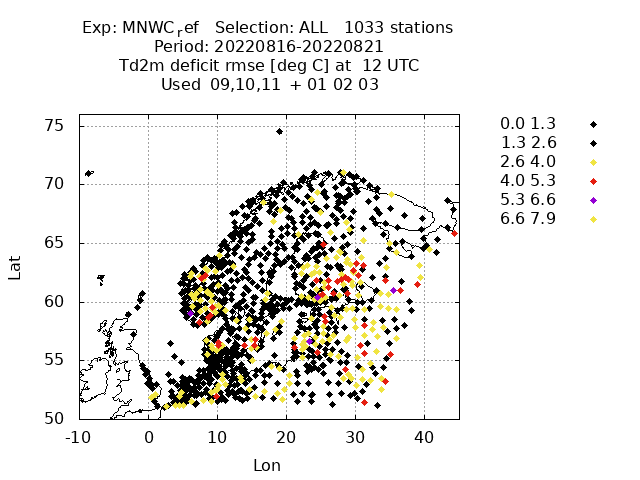 Exp: MNWC_ref   Selection: ALL   1033 stations
Period: 20220816-20220821
Td2m deficit rmse [deg C] at  12 UTC
Used  09,10,11  + 01 02 03
0.0 1.3
1.3 2.6
2.6 4.0
4.0 5.3
5.3 6.6
6.6 7.9
75
70
65
60
55
50
Lat
-10 0 10 20 30 40
Lon